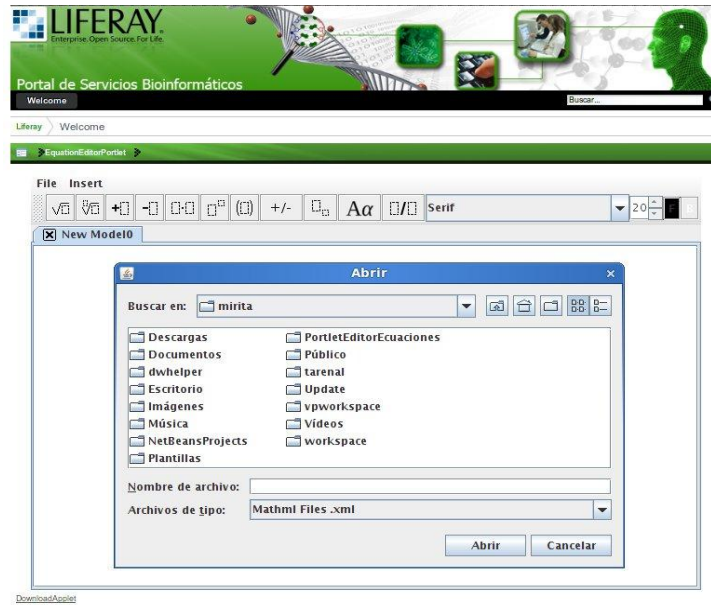 LIFERAY.
Enterprise. Open Source. For Life.
Portal de Servicios Bioinformáticos
Welcome
Buscar...
Liferay Welcome
EquationEditorPortlet
File Insert
+/- Aα Serif 20
New Model0
Abrir
Buscar en: mirita
Descargas PortletEditorEcuaciones
Documentos Público
dwhelper tarenal
Escritorio Update
Imágenes vpworkspace
Música Vídeos
NetBeansProjects workspace
Plantillas
Nombre de archivo:
Archivos de tipo: Mathml Files .xml
Abrir Cancelar
DownloadApplet